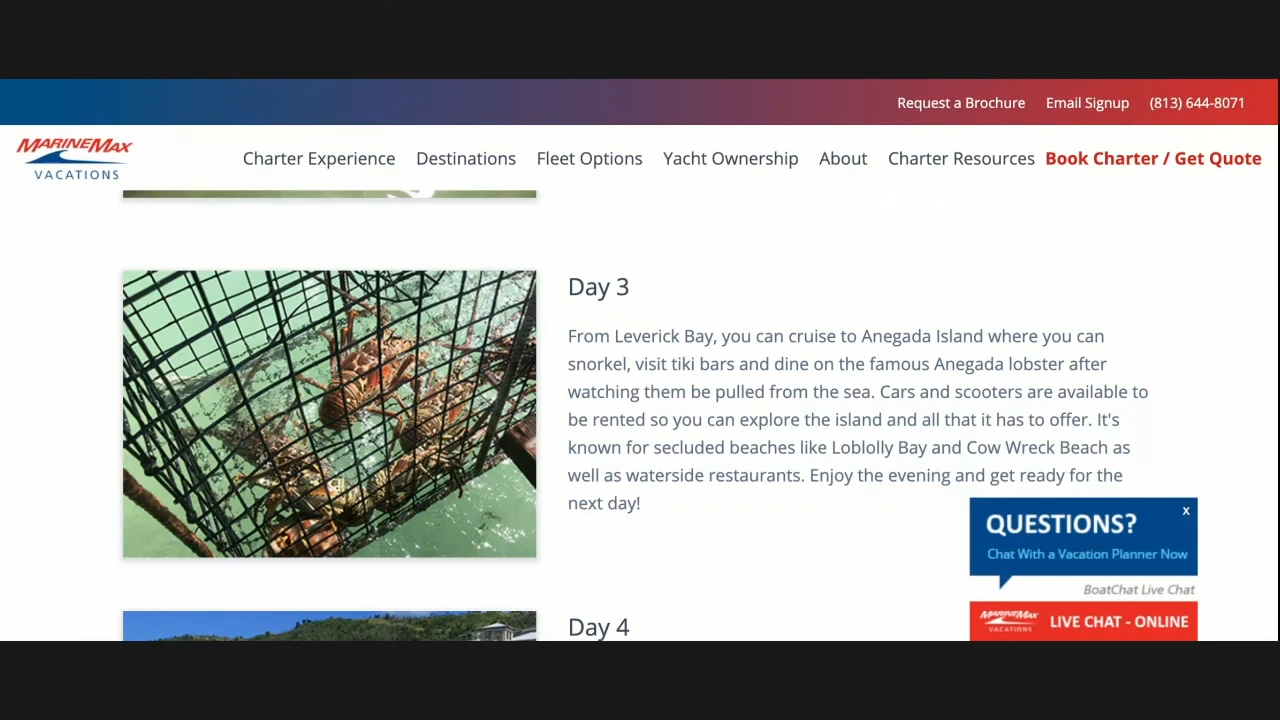 Request a Brochure Email Signup (813) 644-8071
MARINEMAX
VACATIONS
Charter Experience Destinations Fleet Options Yacht Ownership About Charter Resources Book Charter / Get Quote
Day 3
From Leverick Bay, you can cruise to Anegada Island where you can
snorkel, visit tiki bars and dine on the famous Anegada lobster after
watching them be pulled from the sea. Cars and scooters are available to
be rented so you can explore the island and all that it has to offer. It's
known for secluded beaches like Loblolly Bay and Cow Wreck Beach as
well as waterside restaurants. Enjoy the evening and get ready for the
next day!
QUESTIONS? x
Chat With a Vacation Planner Now
BoatChat Live Chat
MARINEMAX
VACATIONS
LIVE CHAT - ONLINE
Day 4